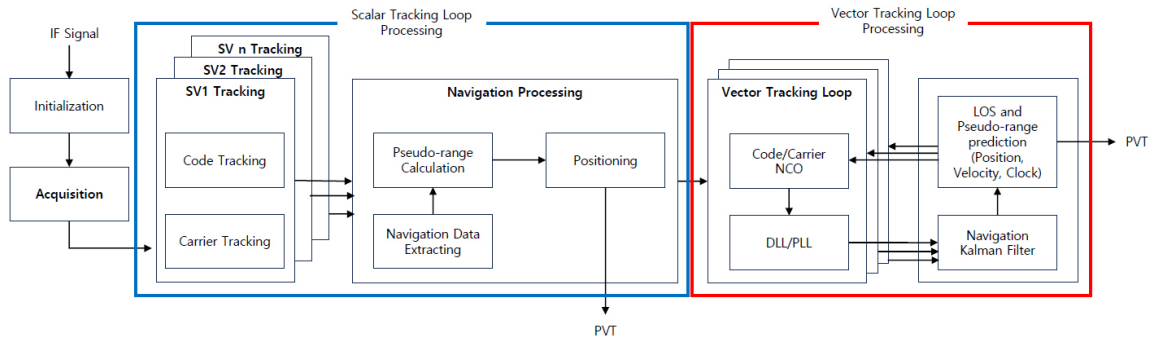 Scalar Tracking Loop
Processing
Vector Tracking Loop
Processing
IF Signal
Initialization
Acquisition
SV n Tracking
SV2 Tracking
SV1 Tracking
Code Tracking
Carrier Tracking
Navigation Processing
Pseudo-range
Calculation
Positioning
Navigation Data
Extracting
PVT
Vector Tracking Loop
Code/Carrier
NCO
DLL/PLL
LOS and
Pseudo-range
prediction
(Position,
Velocity, Clock)
Navigation
Kalman Filter
PVT